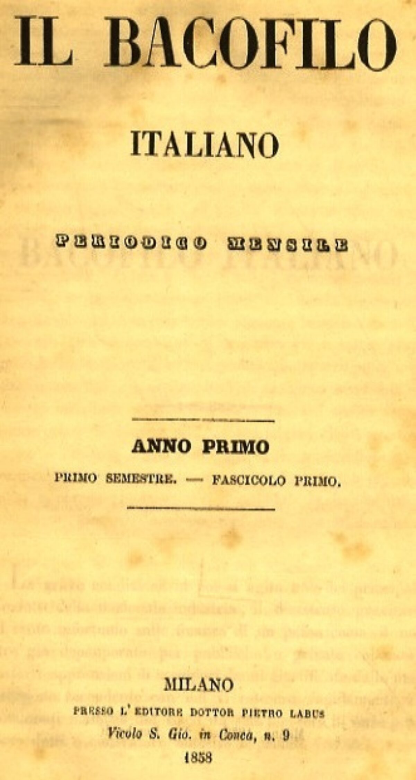 IL BACOFILO
ITALIANO
PERIODICO MENSILE
ANNO PRIMO
PRIMO SEMESTRE. — FASCICOLO PRIMO.
MILANO
PRESSO L'EDITORE DOTTOR PIETRO LABUS
Vicolo S. Gio. in Conca, n. 9
1858